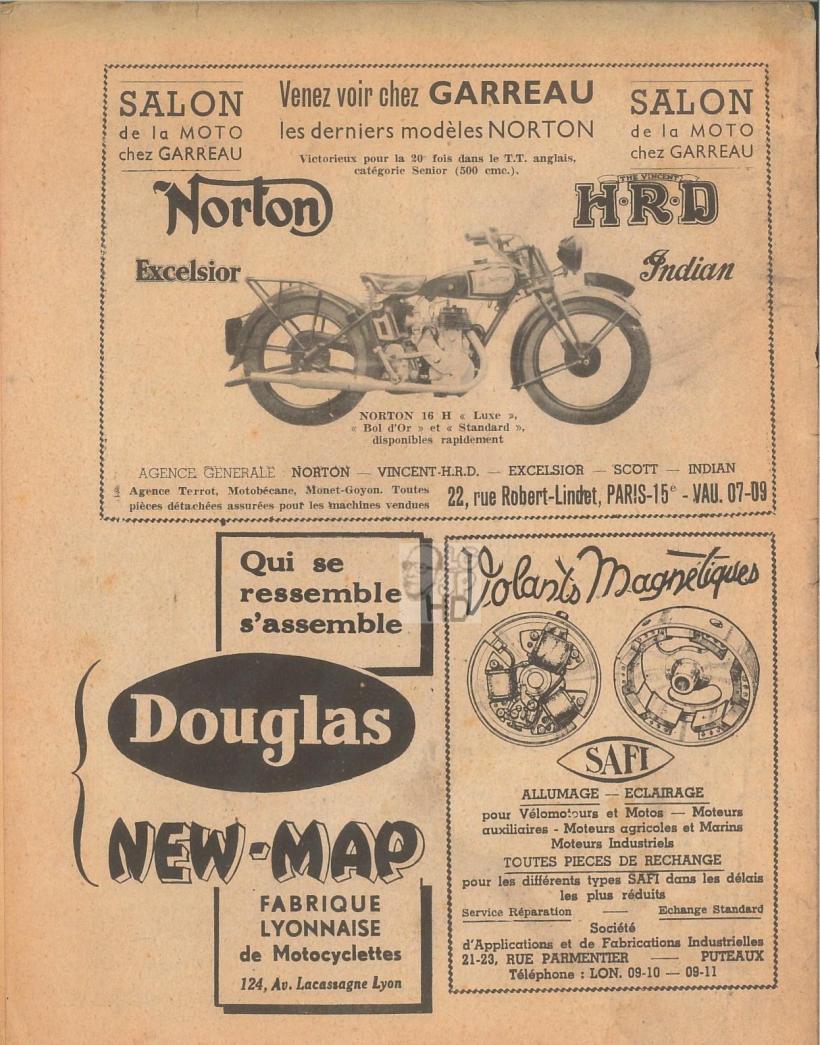 SALON
de la MOTO
chez GARREAU
Venez voir chez GARREAU
les derniers modèles NORTON
Victorieux pour la 20e fois dans le T.T. anglais,
catégorie Senior (500 cmc.).
SALON
de la MOTO
chez GARREAU
Norton
THE VINCENT
H·R·D
Excelsior
Indian
NORTON 16 H « Luxe »,
« Bol d'Or » et « Standard »,
disponibles rapidement
AGENCE GENERALE : NORTON — VINCENT-H.R.D. — EXCELSIOR — SCOTT — INDIAN
Agence Terrot, Motobécane, Monet-Goyon. Toutes
pièces détachées assurées pour les machines vendues
22, rue Robert-Lindet, PARIS-15e - VAU. 07-09
Qui se
ressemble
s'assemble
Douglas
NEW-MAP
FABRIQUE
LYONNAISE
de Motocyclettes
124, Av. Lacassagne Lyon
HD
Volants Magnétiques
SAFI
ALLUMAGE — ECLAIRAGE
pour Vélomoteurs et Motos — Moteurs
auxiliaires - Moteurs agricoles et Marins
Moteurs Industriels
TOUTES PIECES DE RECHANGE
pour les différents types SAFI dans les délais
les plus réduits
Service Réparation — Echange Standard
Société
d'Applications et de Fabrications Industrielles
21-23, RUE PARMENTIER — PUTEAUX
Téléphone : LON. 09-10 — 09-11